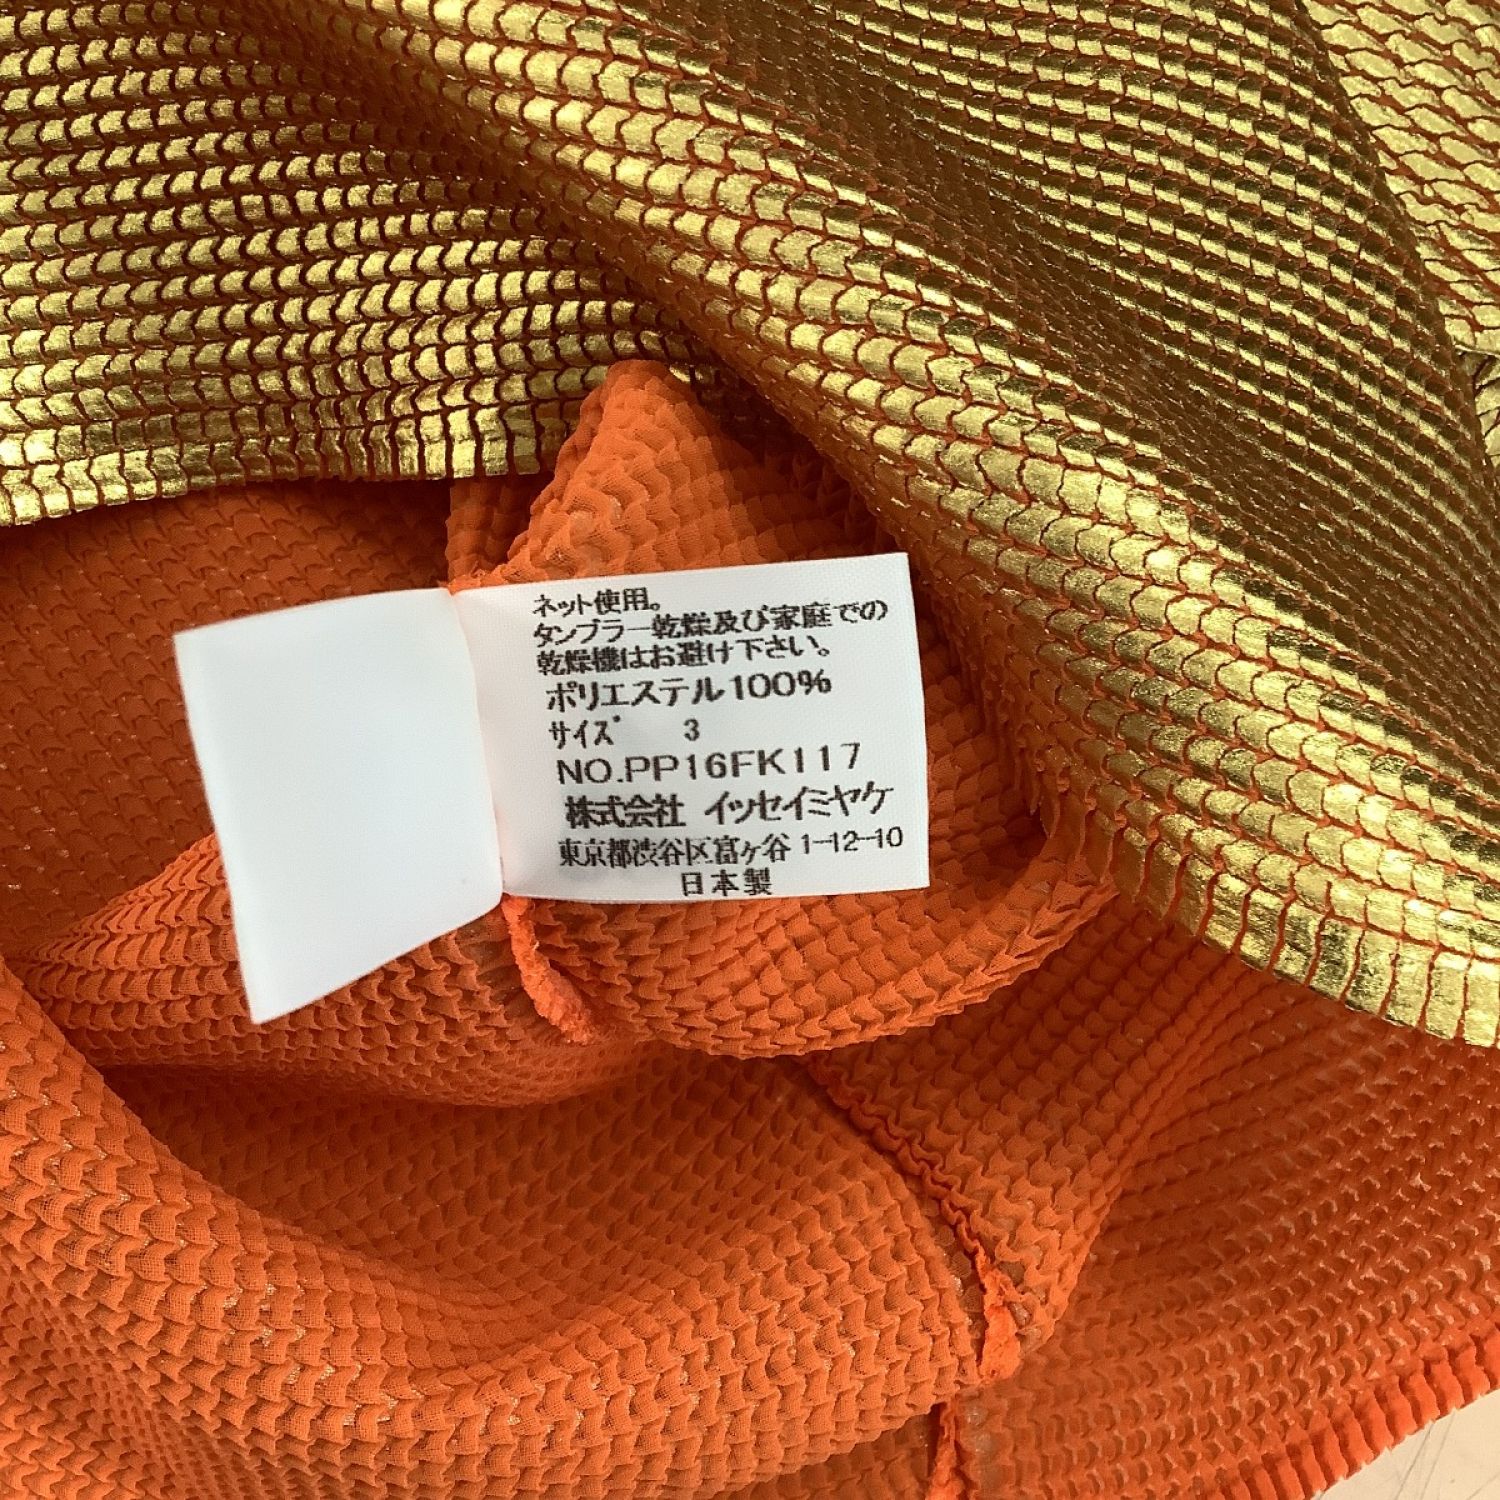 ネット使用。
タンブラー乾燥及び家庭での
乾燥機はお避け下さい。
ポリエステル100%
サイズ 3
NO.PP16FK117
株式会社 イッセイミヤケ
東京都渋谷区富ヶ谷 1-12-10
日本製